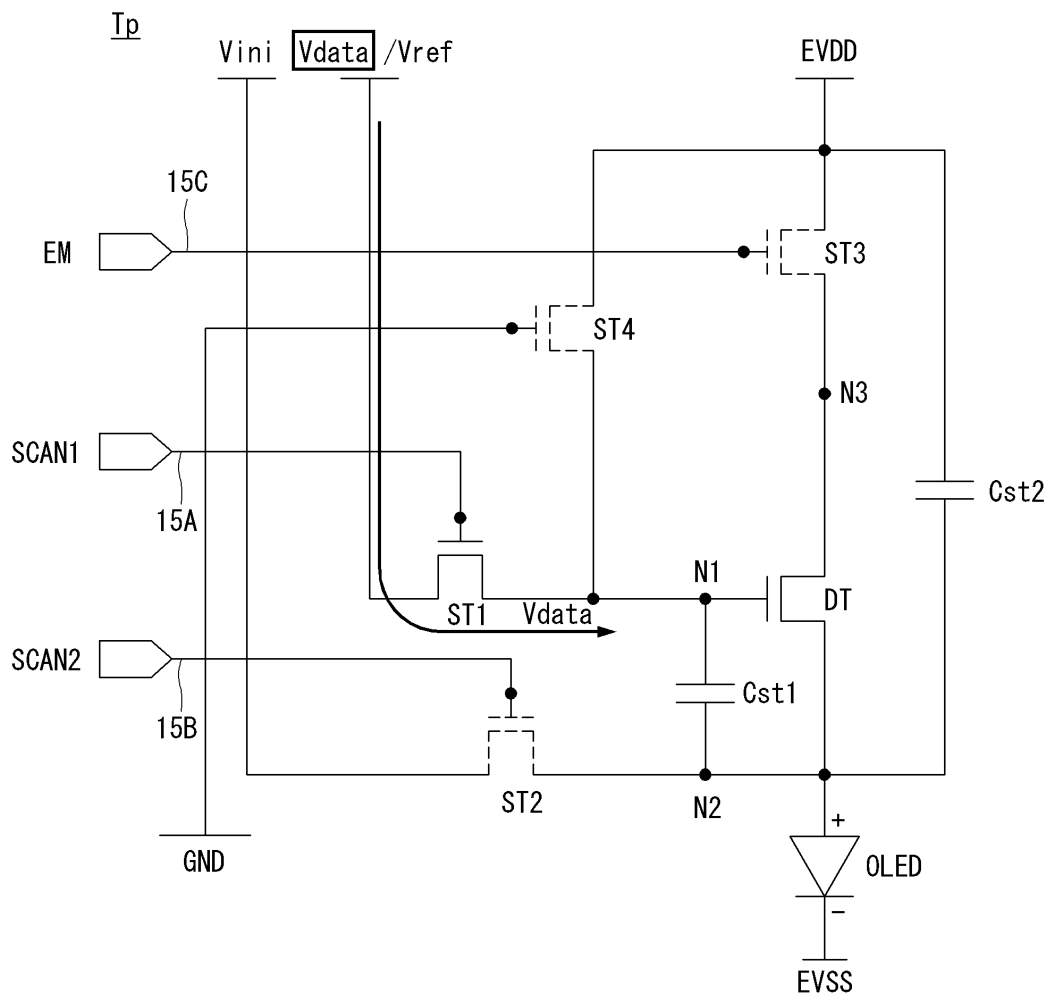 Tp
Vini Vdata /Vref
EVDD
15C
EM
ST3
ST4
N3
SCAN1
15A
Cst2
N1
ST1
Vdata
DT
SCAN2
15B
Cst1
ST2
N2
+
GND
OLED
-
EVSS